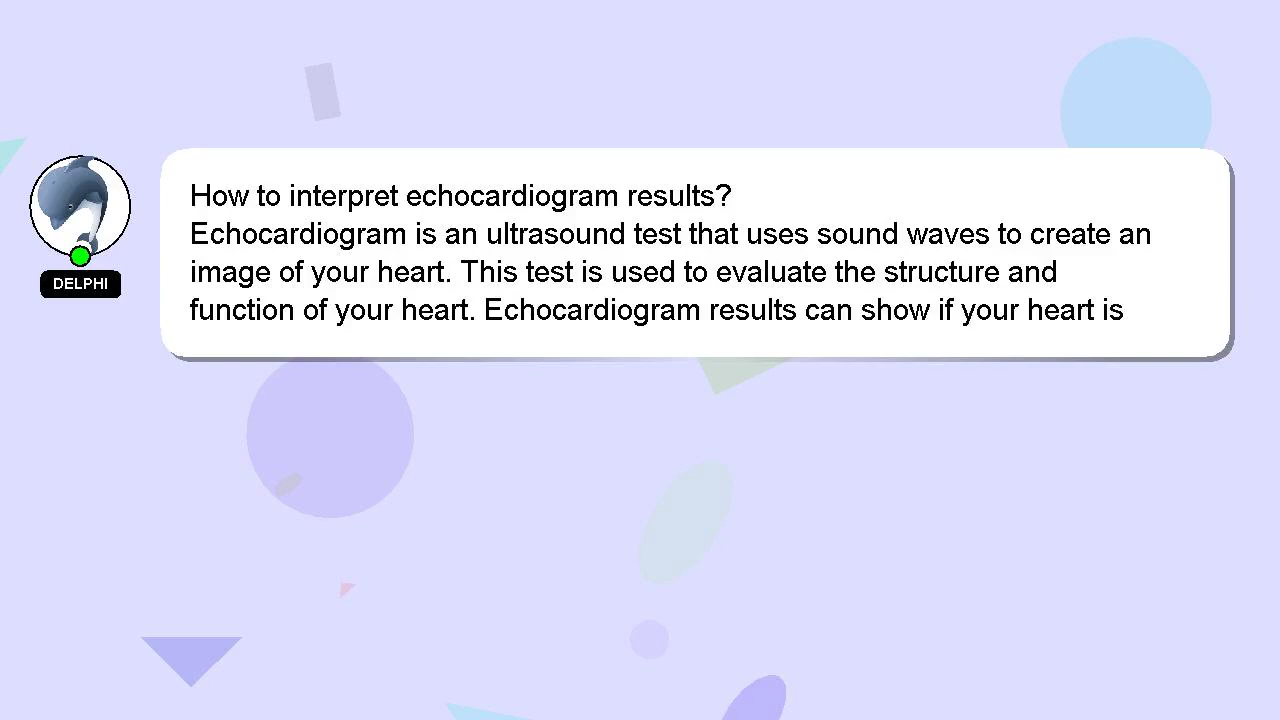 How to interpret echocardiogram results?
Echocardiogram is an ultrasound test that uses sound waves to create an
image of your heart. This test is used to evaluate the structure and
function of your heart. Echocardiogram results can show if your heart is
DELPHI